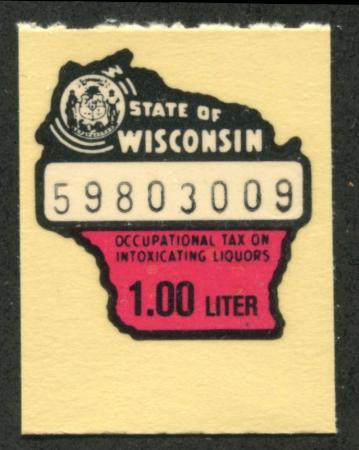 STATE OF
WISCONSIN
59803009
OCCUPATIONAL TAX ON
INTOXICATING LIQUORS
1.00 LITER